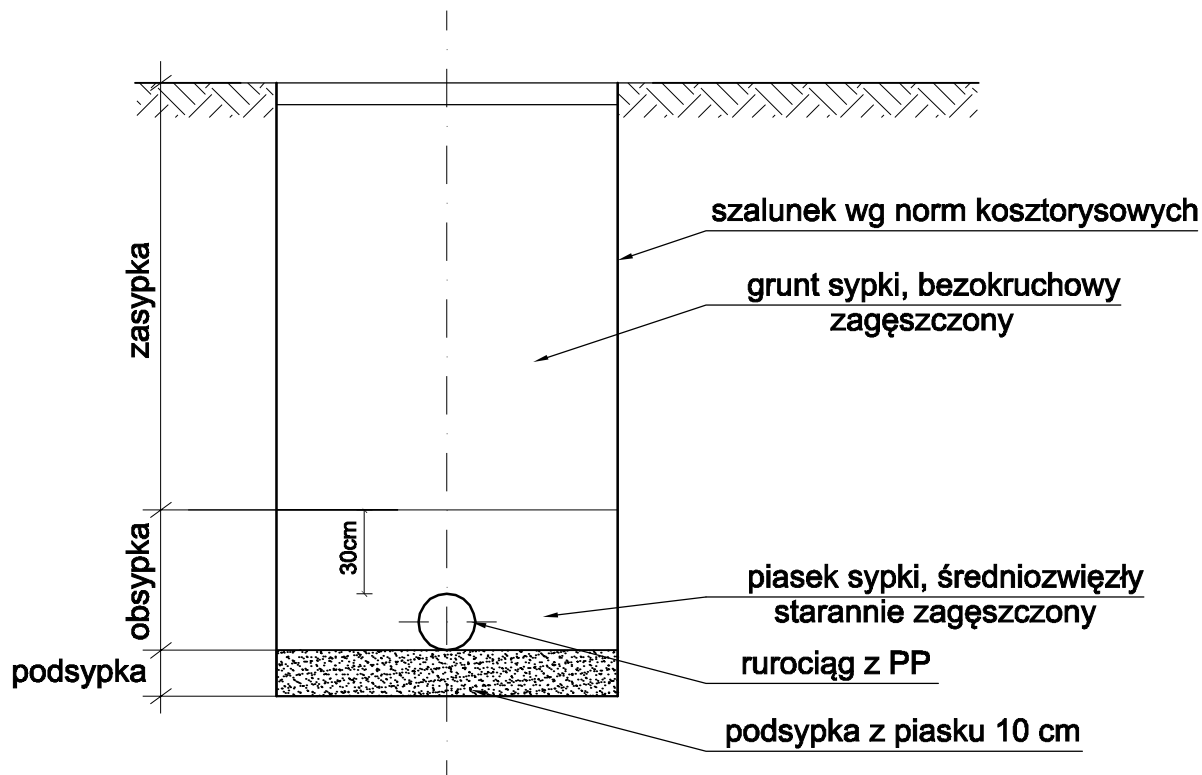 szalunek wg norm kosztorysowych
grunt sypki, bezokruchowy
zagęszczony
zasypka
30cm
obsypka
piasek sypki, średniozwięzły
starannie zagęszczony
podsypka
rurociąg z PP
podsypka z piasku 10 cm